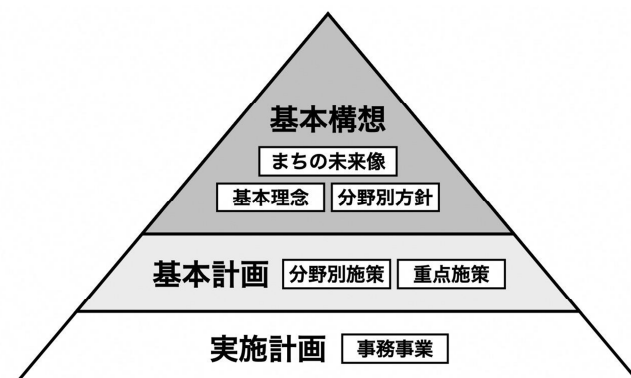 基本構想
まちの未来像
基本理念 分野別方針
基本計画 分野別施策 重点施策
実施計画 事務事業